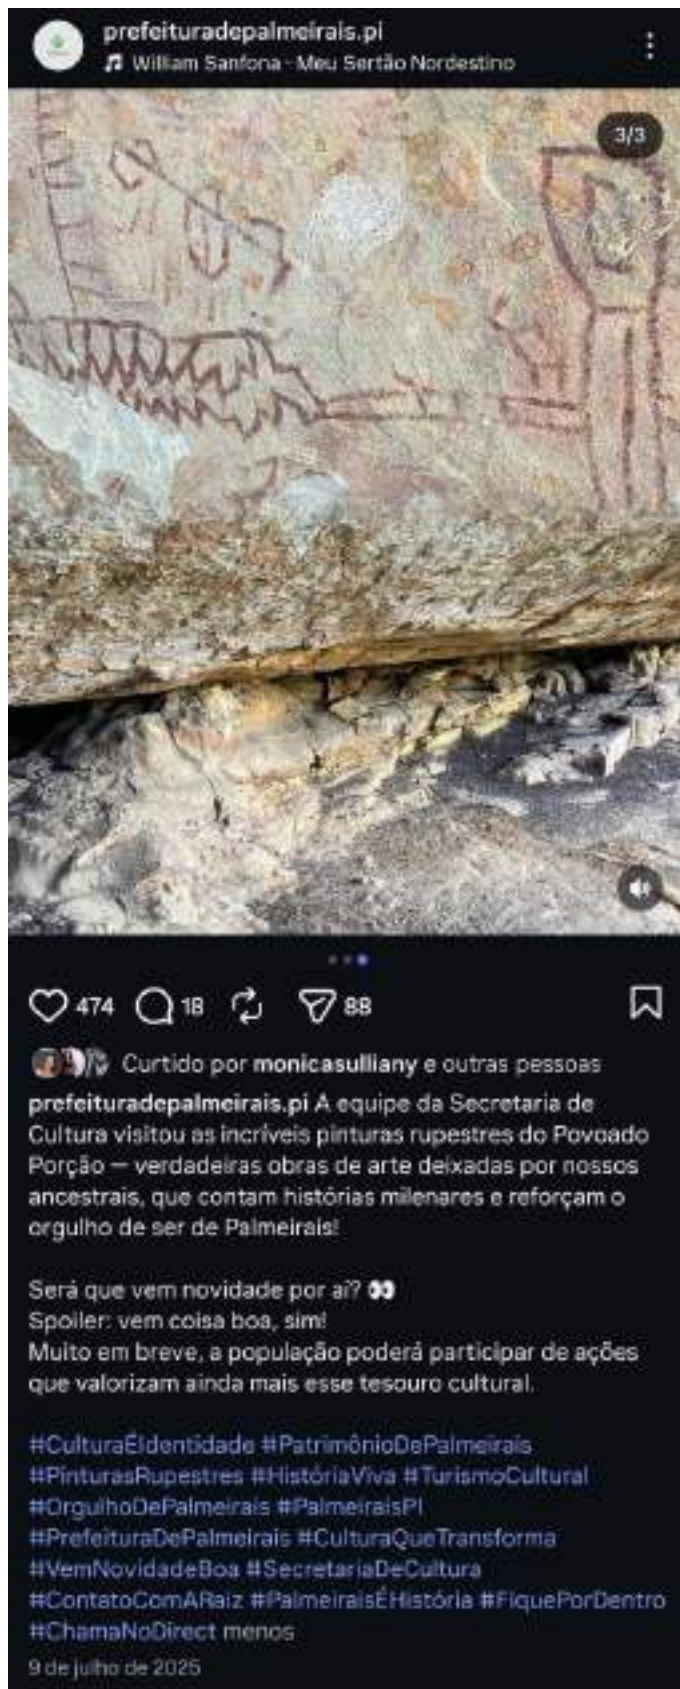 prefeituradepalmeirais.pi
William Sanfona · Meu Sertão Nordestino
3/3
474 18 88
Curtido por monicasulliany e outras pessoas
prefeituradepalmeirais.pi A equipe da Secretaria de
Cultura visitou as incríveis pinturas rupestres do Povoado
Porção — verdadeiras obras de arte deixadas por nossos
ancestrais, que contam histórias milenares e reforçam o
orgulho de ser de Palmeirais!
Será que vem novidade por aí? 👀
Spoiler: vem coisa boa, sim!
Muito em breve, a população poderá participar de ações
que valorizam ainda mais esse tesouro cultural.
#CulturaÉIdentidade #PatrimônioDePalmeirais
#PinturasRupestres #HistóriaViva #TurismoCultural
#OrgulhoDePalmeirais #PalmeiraisPI
#PrefeituraDePalmeirais #CulturaQueTransforma
#VemNovidadeBoa #SecretariaDeCultura
#ContatoComARaiz #PalmeiraisÉHistória #FiquePorDentro
#ChamaNoDirect menos
9 de julho de 2025